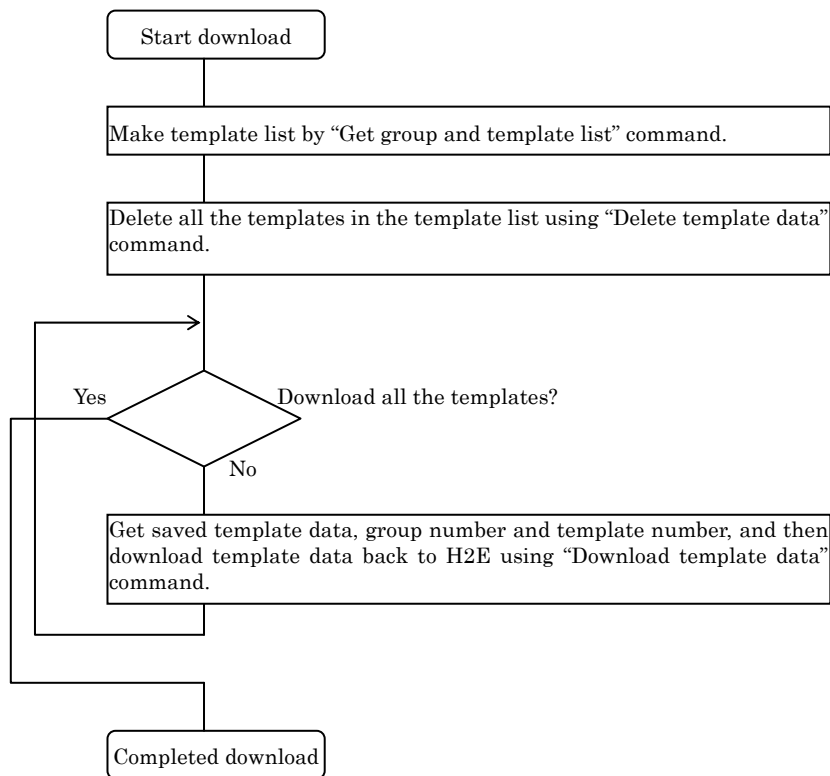 Start download
Make template list by “Get group and template list” command.
Delete all the templates in the template list using “Delete template data”
command.
Yes
Download all the templates?
No
Get saved template data, group number and template number, and then
download template data back to H2E using “Download template data”
command.
Completed download